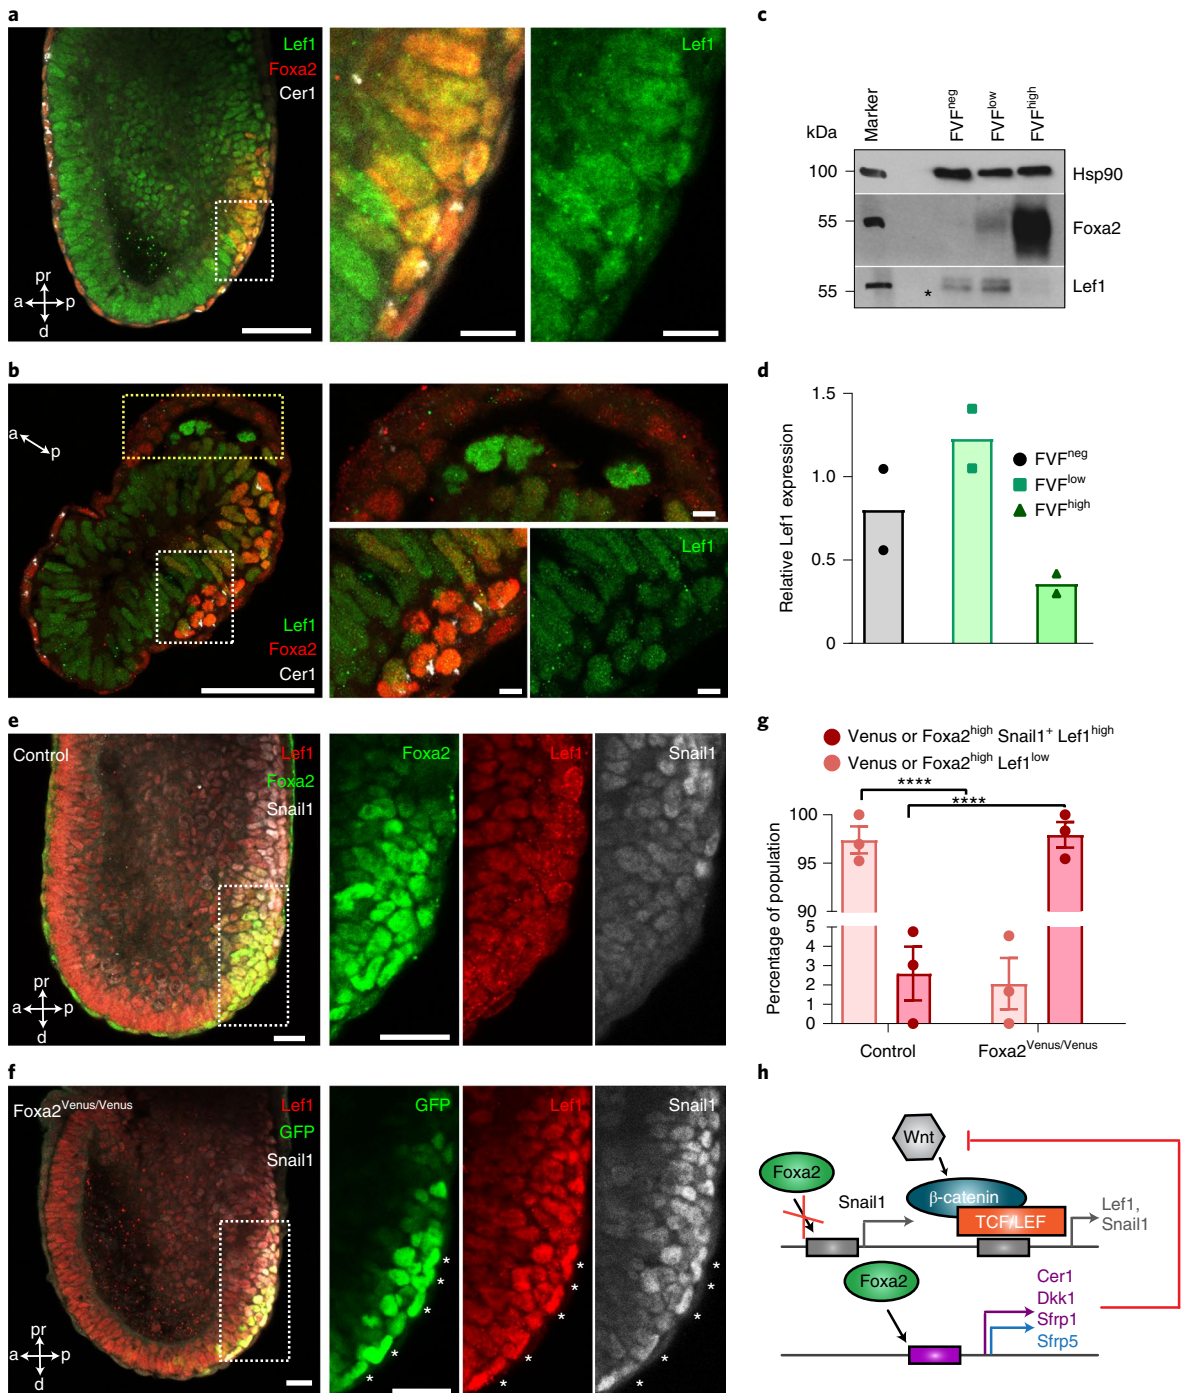 a
Lef1
Foxa2
Cer1
Lef1
pr
a p
d
b
a
p
Lef1
Foxa2
Cer1
Lef1
c
Marker
FVFneg
FVFlow
FVFhigh
kDa
100
Hsp90
55
Foxa2
55
*
Lef1
d
1.5
1.0
0.5
0
Relative Lef1 expression
FVFneg
FVFlow
FVFhigh
e
Control
Lef1
Foxa2
Snail1
Foxa2
Lef1
Snail1
pr
a p
d
f
Foxa2Venus/Venus
Lef1
GFP
Snail1
GFP
Lef1
Snail1
* * * * *
* * * * *
* * * * *
pr
a p
d
g
Venus or Foxa2high Snail1+ Lef1high
Venus or Foxa2high Lef1low
****
****
100
95
90
5
4
3
2
1
0
Percentage of population
Control
Foxa2Venus/Venus
h
Wnt
Foxa2
Snail1
β-catenin
TCF/LEF
Lef1,
Snail1
Foxa2
Cer1
Dkk1
Sfrp1
Sfrp5